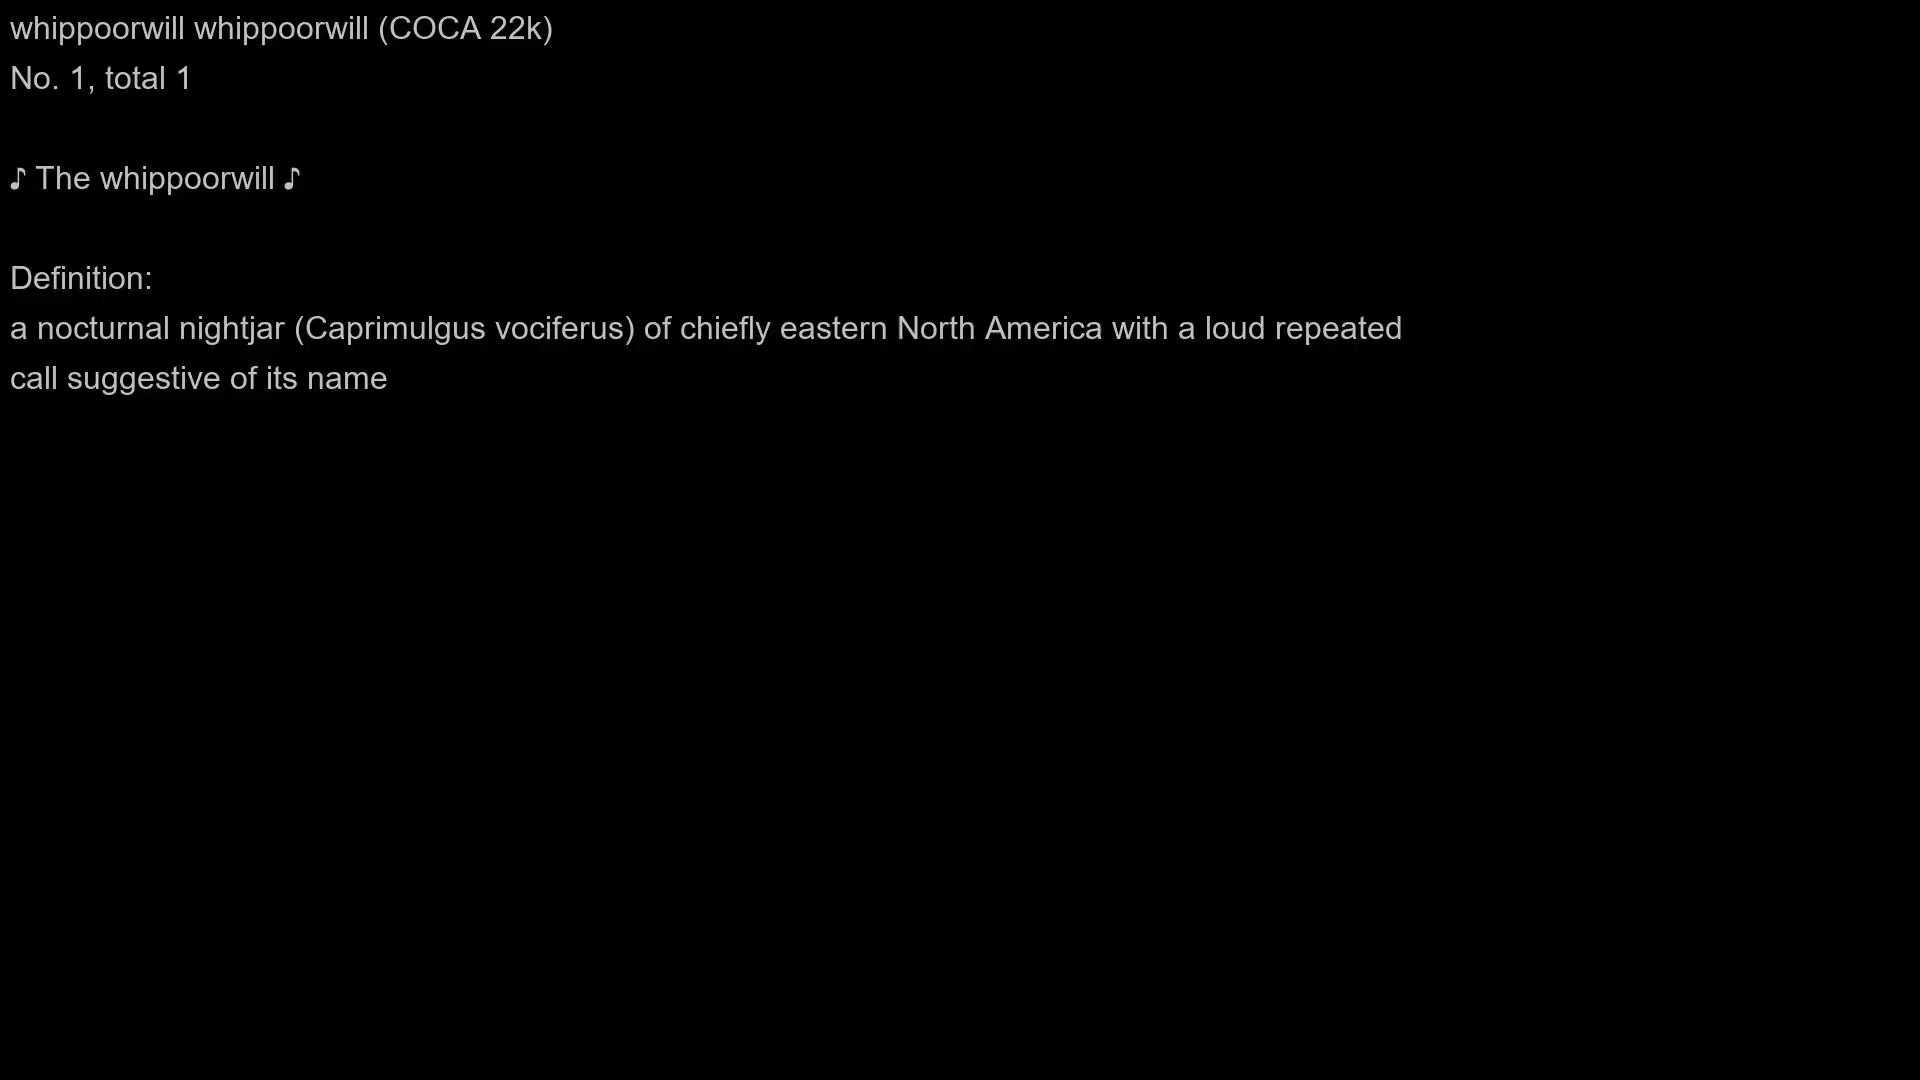 whippoorwill whippoorwill (COCA 22k)
No. 1, total 1
♪ The whippoorwill ♪
Definition:
a nocturnal nightjar (Caprimulgus vociferus) of chiefly eastern North America with a loud repeated
call suggestive of its name